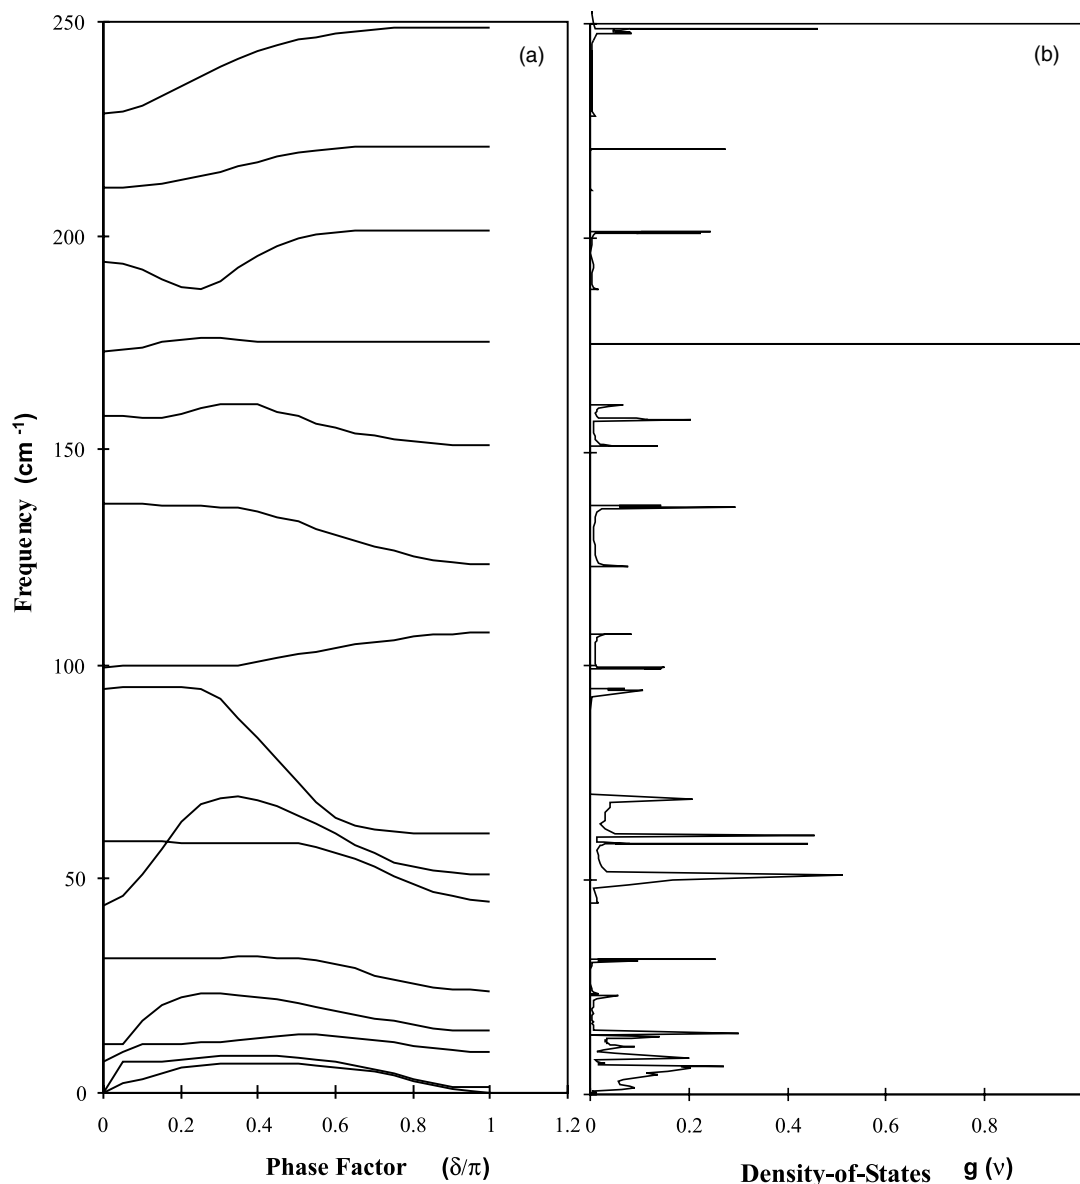 250
(a)
(b)
200
150
100
50
0
Frequency (cm -1)
0 0.2 0.4 0.6 0.8 1 1.2
0 0.2 0.4 0.6 0.8
Phase Factor (δ/π)
Density-of-States g (ν)